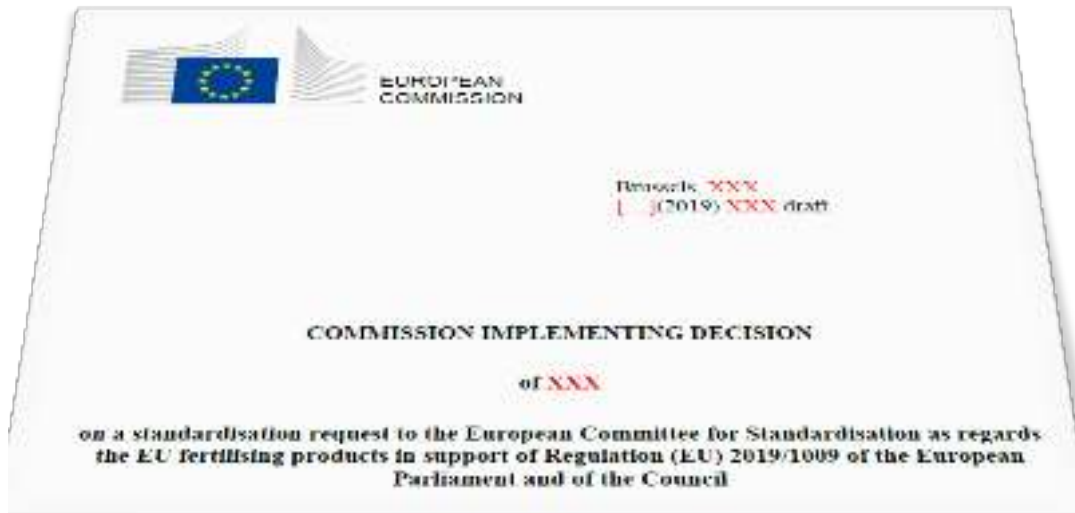 EUROPEAN
COMMISSION
Brussels, XXX
[…](2019) XXX draft
COMMISSION IMPLEMENTING DECISION
of XXX
on a standardisation request to the European Committee for Standardisation as regards
the EU fertilising products in support of Regulation (EU) 2019/1009 of the European
Parliament and of the Council